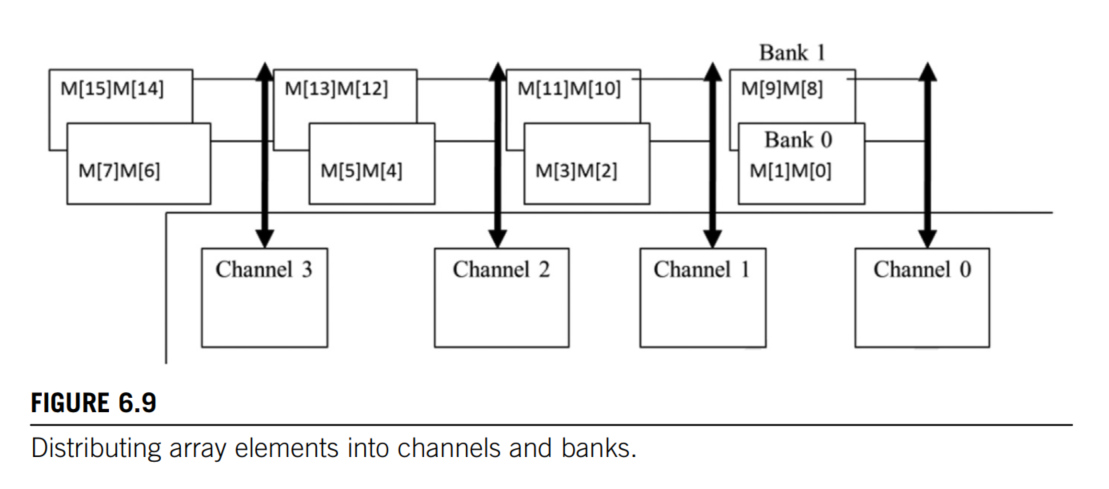 Bank 1
M[15]M[14] M[13]M[12] M[11]M[10] M[9]M[8]
Bank 0
M[7]M[6] M[5]M[4] M[3]M[2] M[1]M[0]
Channel 3 Channel 2 Channel 1 Channel 0
FIGURE 6.9
Distributing array elements into channels and banks.